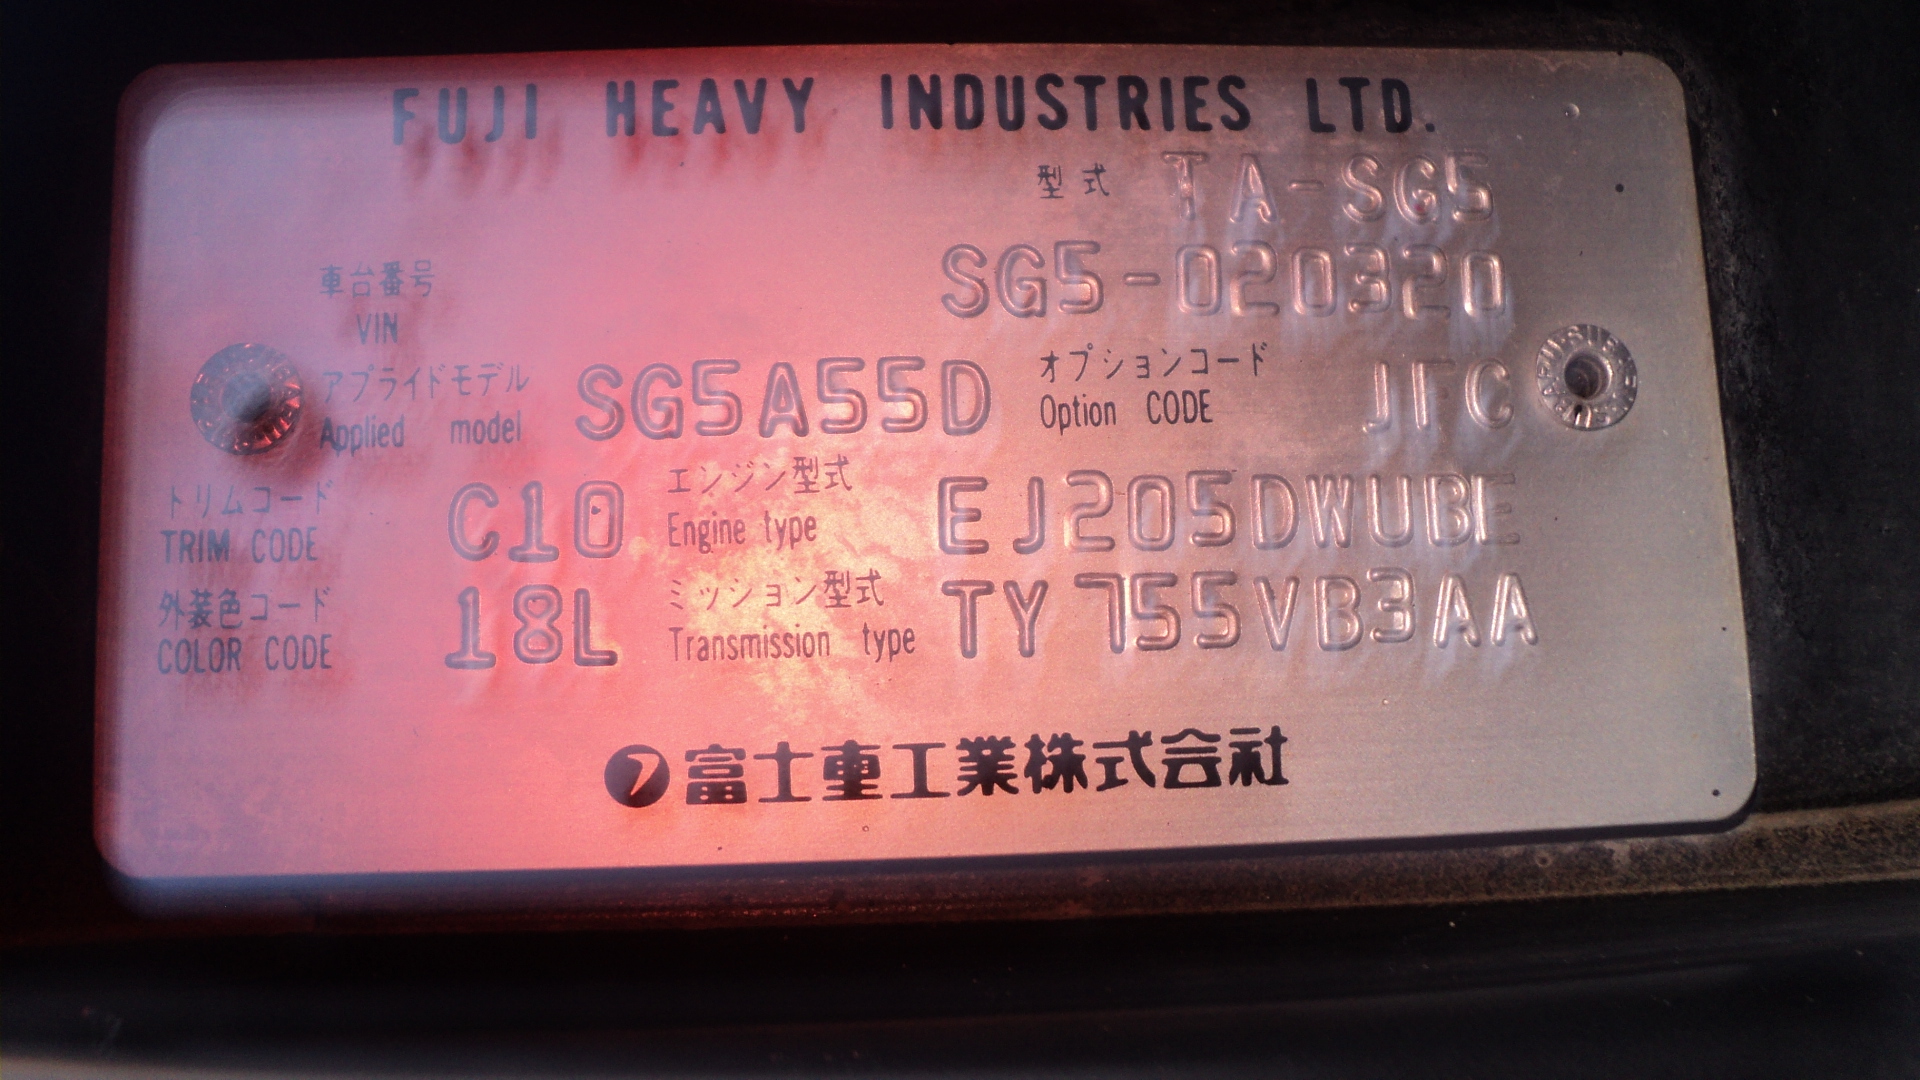 FUJI HEAVY INDUSTRIES LTD.
型式 TA-SG5
車台番号
VIN SG5-020320
アプライドモデル オプションコード
Applied model SG5A55D Option CODE JFC
トリムコード エンジン型式
TRIM CODE C10 Engine type EJ205DWUBE
外装色コード ミッション型式
COLOR CODE 18L Transmission type TY755VB3AA
フ富士重工業株式会社